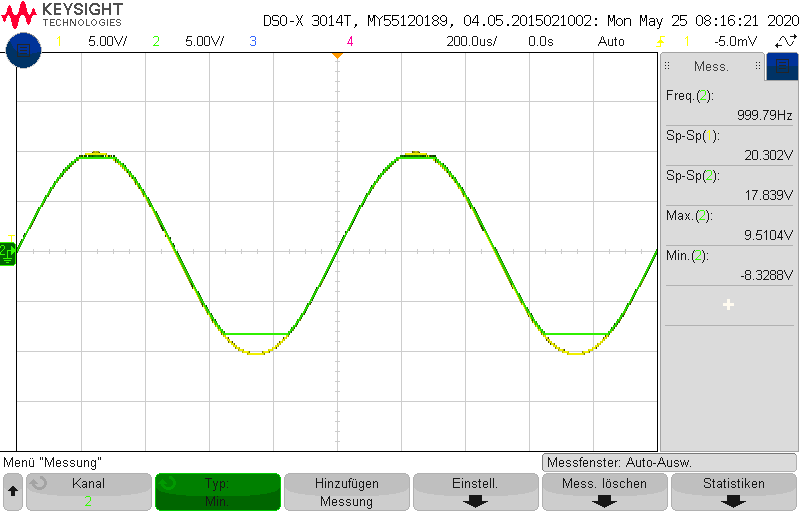 KEYSIGHT
TECHNOLOGIES
DSO-X 3014T, MY55120189, 04.05.2015021002: Mon May 25 08:16:21 2020
1 5.00V/ 2 5.00V/ 3 4 200.0us/ 0.0s Auto 1 -5.0mV
Mess.
Freq.(2):
999.79Hz
Sp-Sp( ):
20.302V
Sp-Sp(2):
17.839V
Max.(2):
9.5104V
Min.(2):
-8.3288V
2
Menü "Messung"
Messfenster: Auto-Ausw.
Kanal
2
Typ:
Min.
Hinzufügen
Messung
Einstell.
Mess. löschen
Statistiken